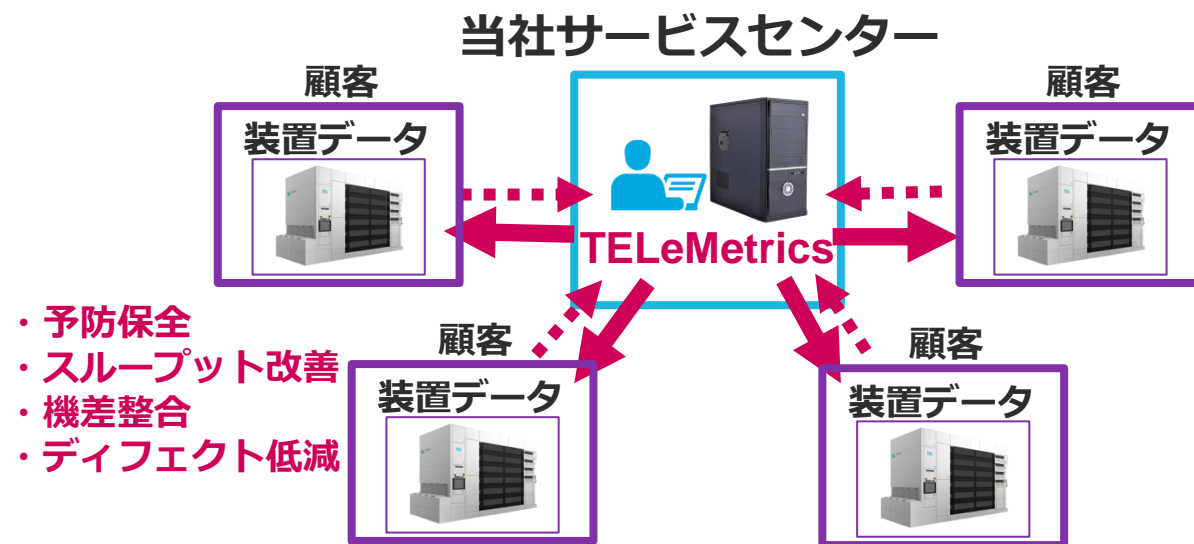 当社サービスセンター
顧客
装置データ
顧客
装置データ
TELeMetrics
・予防保全
・スループット改善
・機差整合
・ディフェクト低減
顧客
装置データ
顧客
装置データ